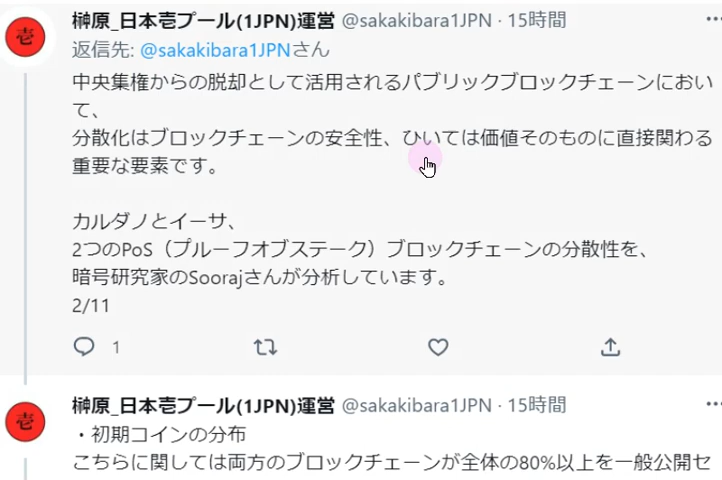 榊原_日本壱プール(1JPN)運営 @sakakibara1JPN · 15時間
返信先: @sakakibara1JPNさん
中央集権からの脱却として活用されるパブリックブロックチェーンにおい
て、
分散化はブロックチェーンの安全性、ひいては価値そのものに直接関わる
重要な要素です。
カルダノとイーサ、
2つのPoS（プルーフオブステーク）ブロックチェーンの分散性を、
暗号研究家のSoorajさんが分析しています。
2/11
1
榊原_日本壱プール(1JPN)運営 @sakakibara1JPN · 15時間
・初期コインの分布
こちらに関しては両方のブロックチェーンが全体の80%以上を一般公開セ
壱
壱